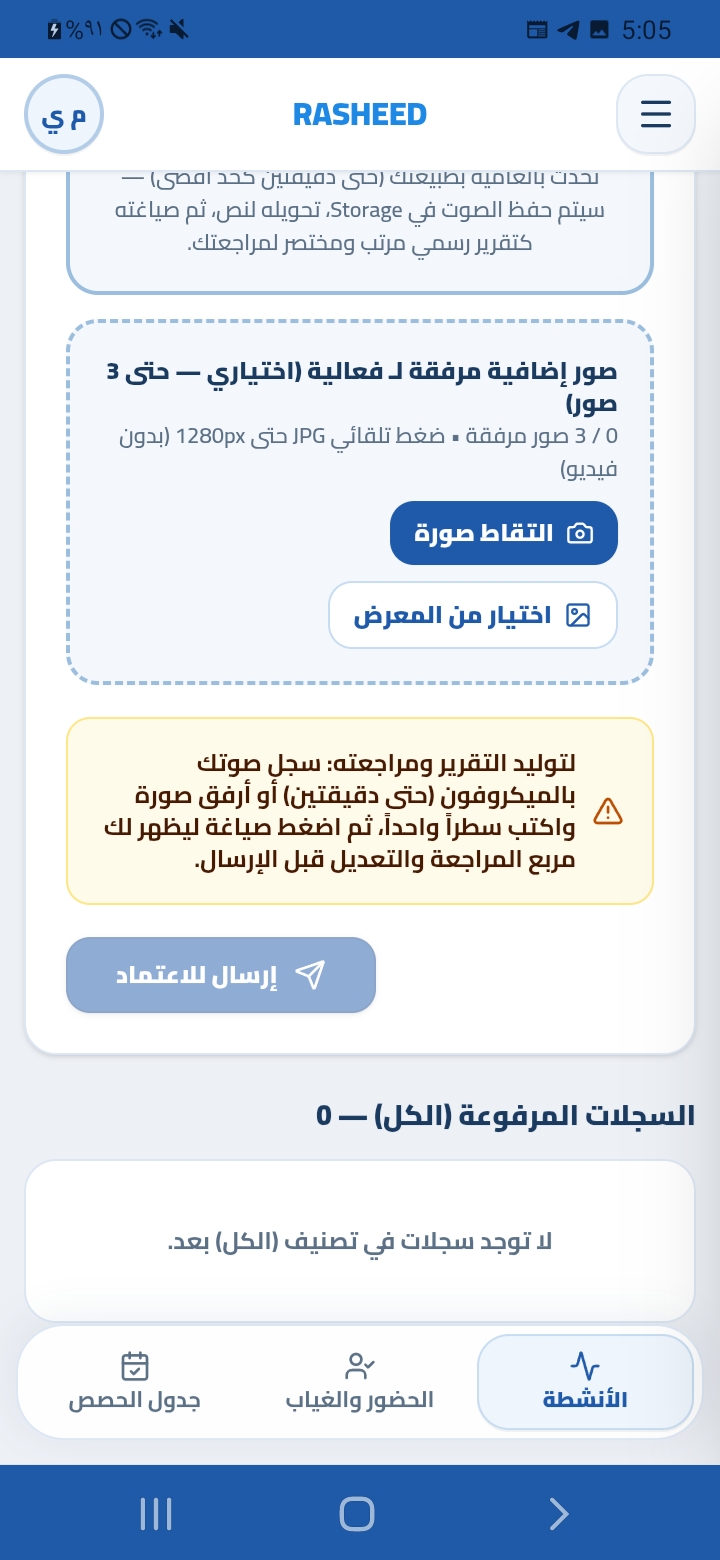 5:05
%٩١
م ي
RASHEED
تحدث بالعامية بطبيعتك (حتى دقيقتين كحد أقصى) —
سيتم حفظ الصوت في Storage، تحويله لنص، ثم صياغته
كتقرير رسمي مرتب ومختصر لمراجعتك.
صور إضافية مرفقة لـ فعالية (اختياري — حتى 3
صور)
0 / 3 صور مرفقة • ضغط تلقائي JPG حتى 1280px (بدون
فيديو)
التقاط صورة
اختيار من المعرض
لتوليد التقرير ومراجعته: سجل صوتك
بالميكروفون (حتى دقيقتين) أو أرفق صورة
واكتب سطراً واحداً، ثم اضغط صياغة ليظهر لك
مربع المراجعة والتعديل قبل الإرسال.
إرسال للاعتماد
السجلات المرفوعة (الكل) — 0
لا توجد سجلات في تصنيف (الكل) بعد.
الأنشطة
الحضور والغياب
جدول الحصص